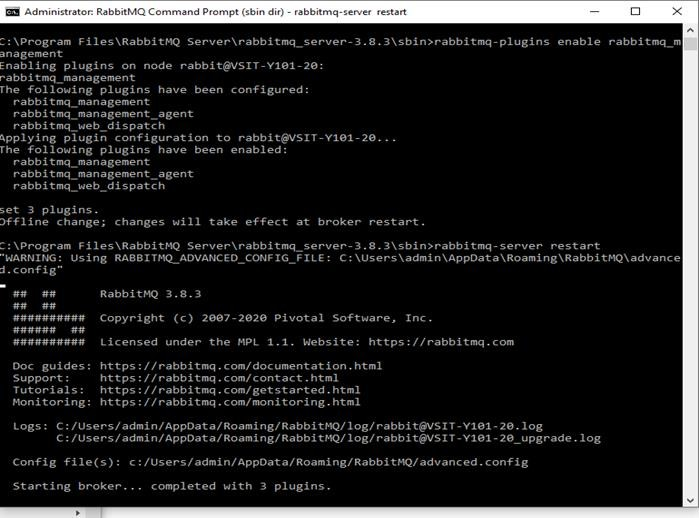 Administrator: RabbitMQ Command Prompt (sbin dir) - rabbitmq-server restart
C:\Program Files\RabbitMQ Server\rabbitmq_server-3.8.3\sbin>rabbitmq-plugins enable rabbitmq_m
anagement
Enabling plugins on node rabbit@VSIT-Y101-20:
rabbitmq_management
The following plugins have been configured:
  rabbitmq_management
  rabbitmq_management_agent
  rabbitmq_web_dispatch
Applying plugin configuration to rabbit@VSIT-Y101-20...
The following plugins have been enabled:
  rabbitmq_management
  rabbitmq_management_agent
  rabbitmq_web_dispatch
set 3 plugins.
Offline change; changes will take effect at broker restart.
C:\Program Files\RabbitMQ Server\rabbitmq_server-3.8.3\sbin>rabbitmq-server restart
"WARNING: Using RABBITMQ_ADVANCED_CONFIG_FILE: C:\Users\admin\AppData\Roaming\RabbitMQ\advance
d.config"
  ##  ##      RabbitMQ 3.8.3
  ##  ##
  ##########  Copyright (c) 2007-2020 Pivotal Software, Inc.
  ######  ##
  ##########  Licensed under the MPL 1.1. Website: https://rabbitmq.com
  Doc guides: https://rabbitmq.com/documentation.html
  Support:    https://rabbitmq.com/contact.html
  Tutorials:  https://rabbitmq.com/getstarted.html
  Monitoring: https://rabbitmq.com/monitoring.html
  Logs: C:/Users/admin/AppData/Roaming/RabbitMQ/log/rabbit@VSIT-Y101-20.log
        C:/Users/admin/AppData/Roaming/RabbitMQ/log/rabbit@VSIT-Y101-20_upgrade.log
  Config file(s): c:/Users/admin/AppData/Roaming/RabbitMQ/advanced.config
  Starting broker... completed with 3 plugins.